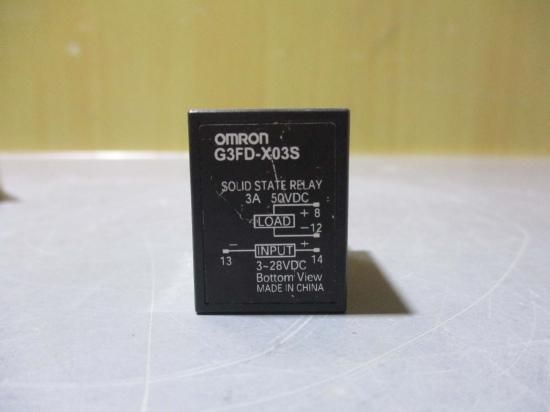 OMRON
G3FD-X03S
SOLID STATE RELAY
3A 50VDC
LOAD + 8
−12
− INPUT +
13 14
3~28VDC
Bottom View
MADE IN CHINA